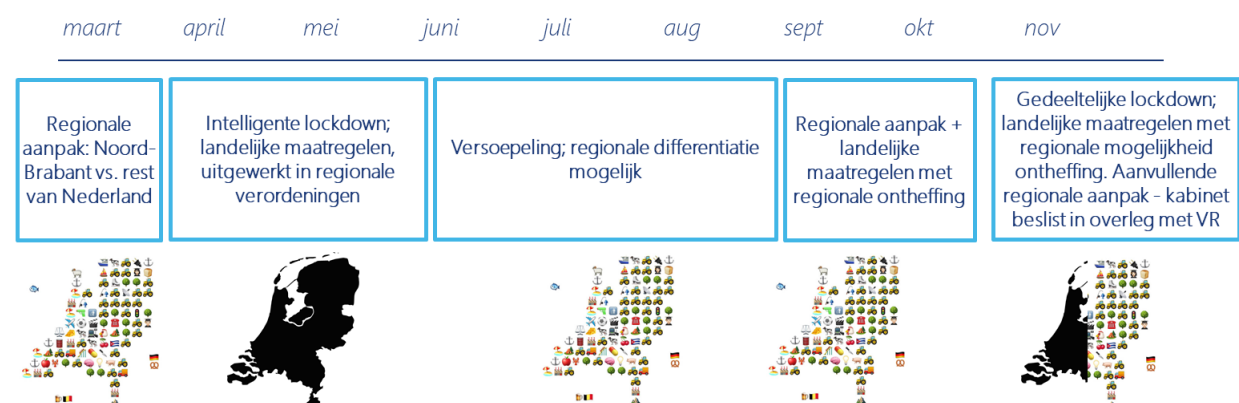 maart april mei juni juli aug sept okt nov
Regionale
aanpak: Noord-
Brabant vs. rest
van Nederland
Intelligente lockdown;
landelijke maatregelen,
uitgewerkt in regionale
verordeningen
Versoepeling; regionale differentiatie
mogelijk
Regionale aanpak +
landelijke
maatregelen met
regionale ontheffing
Gedeeltelijke lockdown;
landelijke maatregelen met
regionale mogelijkheid
ontheffing. Aanvullende
regionale aanpak - kabinet
beslist in overleg met VR